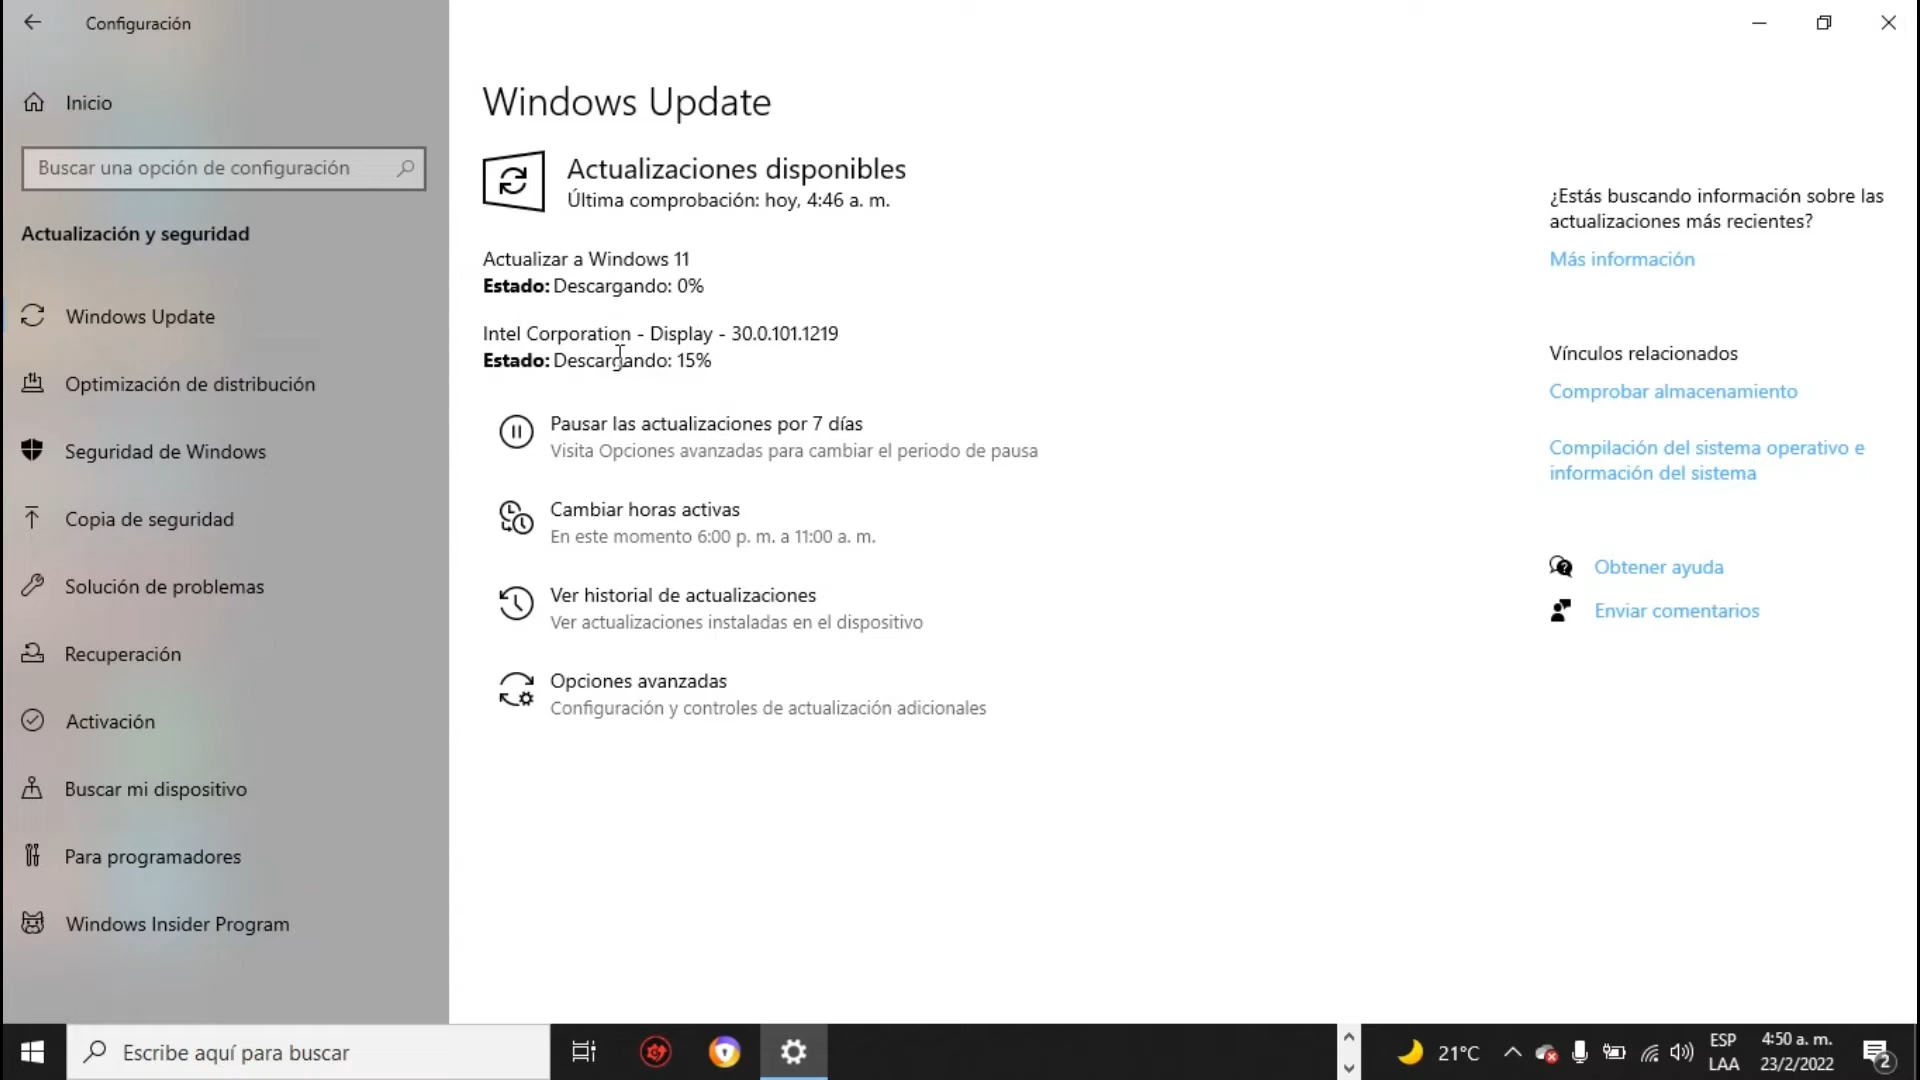 Configuración
Inicio
Buscar una opción de configuración
Actualización y seguridad
Windows Update
Optimización de distribución
Seguridad de Windows
Copia de seguridad
Solución de problemas
Recuperación
Activación
Buscar mi dispositivo
Para programadores
Windows Insider Program
Windows Update
Actualizaciones disponibles
Última comprobación: hoy, 4:46 a. m.
Actualizar a Windows 11
Estado: Descargando: 0%
Intel Corporation - Display - 30.0.101.1219
Estado: Descargando: 15%
Pausar las actualizaciones por 7 días
Visita Opciones avanzadas para cambiar el periodo de pausa
Cambiar horas activas
En este momento 6:00 p. m. a 11:00 a. m.
Ver historial de actualizaciones
Ver actualizaciones instaladas en el dispositivo
Opciones avanzadas
Configuración y controles de actualización adicionales
¿Estás buscando información sobre las
actualizaciones más recientes?
Más información
Vínculos relacionados
Comprobar almacenamiento
Compilación del sistema operativo e
información del sistema
Obtener ayuda
Enviar comentarios
Escribe aquí para buscar
21°C
ESP
LAA
4:50 a. m.
23/2/2022
2